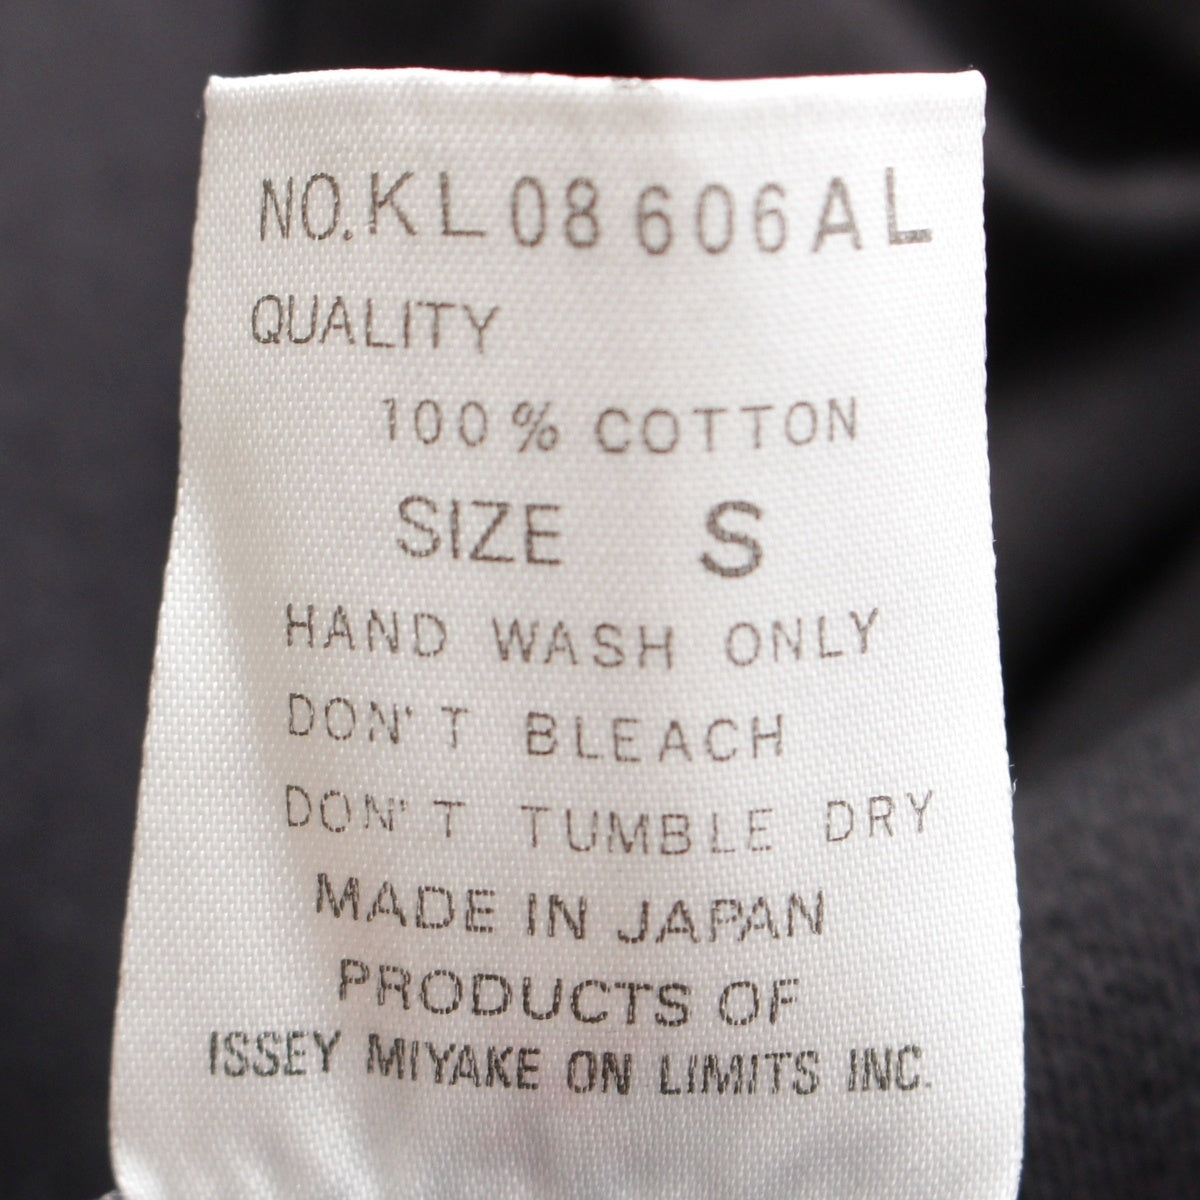 NO.KL08606AL
QUALITY
100% COTTON
SIZE S
HAND WASH ONLY
DON'T BLEACH
DON'T TUMBLE DRY
MADE IN JAPAN
PRODUCTS OF
ISSEY MIYAKE ON LIMITS INC.